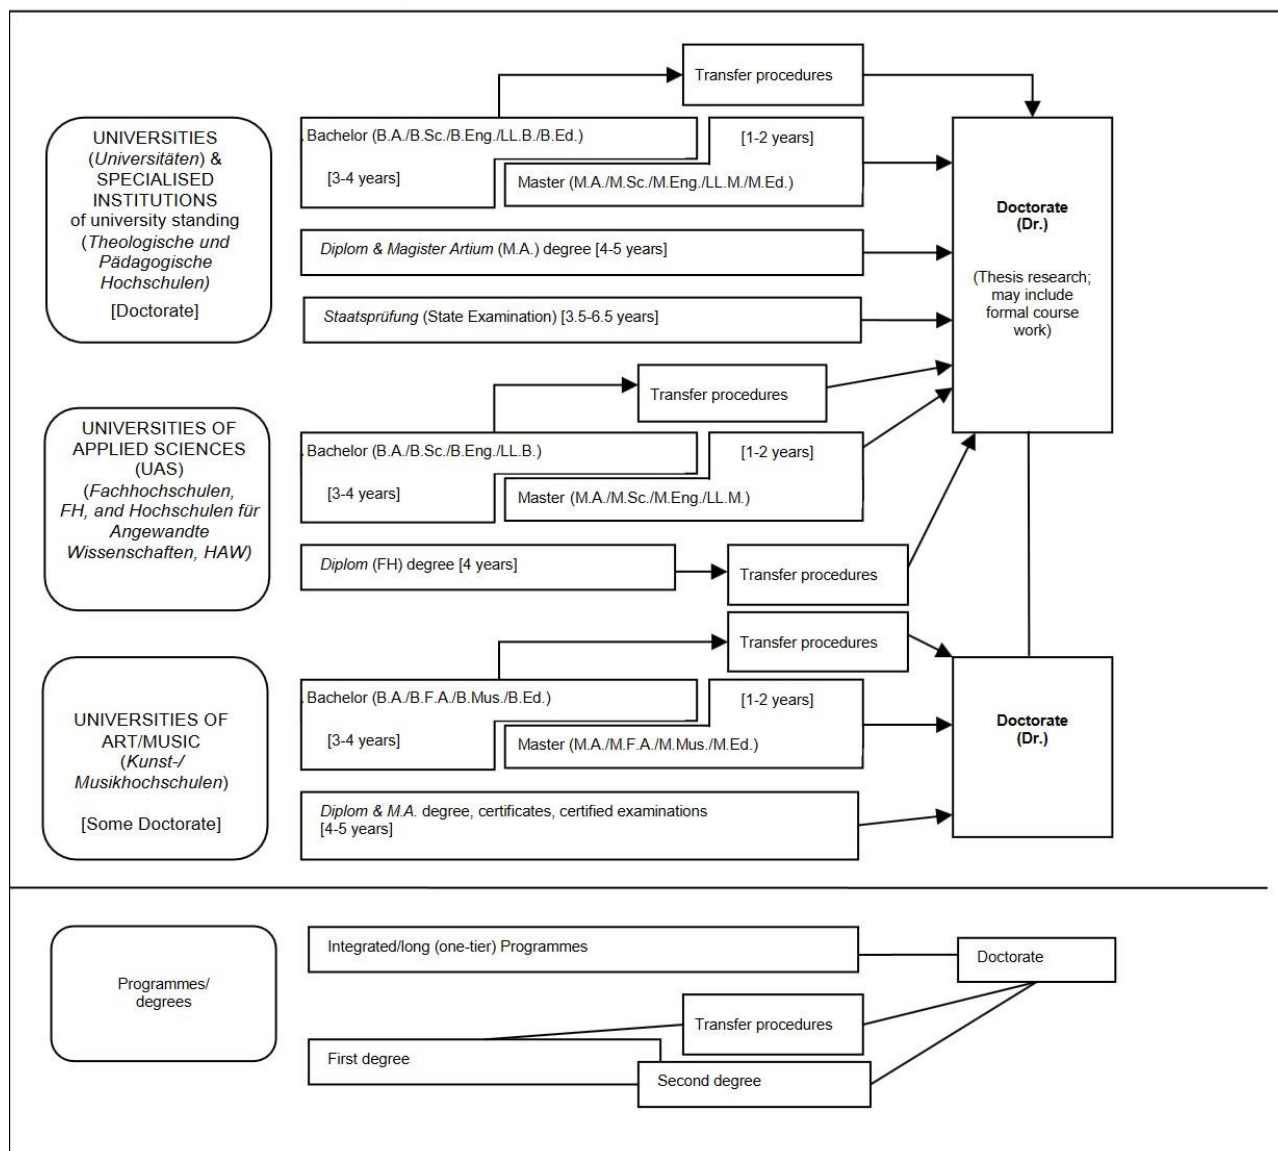 Transfer procedures
UNIVERSITIES
(Universitäten) &
SPECIALISED
INSTITUTIONS
of university standing
(Theologische und
Pädagogische
Hochschulen)
[Doctorate]
Bachelor (B.A./B.Sc./B.Eng./LL.B./B.Ed.)
[3-4 years]
[1-2 years]
Master (M.A./M.Sc./M.Eng./LL.M./M.Ed.)
Diplom & Magister Artium (M.A.) degree [4-5 years]
Staatsprüfung (State Examination) [3.5-6.5 years]
Doctorate
(Dr.)
(Thesis research;
may include
formal course
work)
Transfer procedures
UNIVERSITIES OF
APPLIED SCIENCES
(UAS)
(Fachhochschulen,
FH, and Hochschulen für
Angewandte
Wissenschaften, HAW)
Bachelor (B.A./B.Sc./B.Eng./LL.B.)
[3-4 years]
[1-2 years]
Master (M.A./M.Sc./M.Eng./LL.M.)
Diplom (FH) degree [4 years]
Transfer procedures
Transfer procedures
UNIVERSITIES OF
ART/MUSIC
(Kunst-/
Musikhochschulen)
[Some Doctorate]
Bachelor (B.A./B.F.A./B.Mus./B.Ed.)
[3-4 years]
[1-2 years]
Master (M.A./M.F.A./M.Mus./M.Ed.)
Diplom & M.A. degree, certificates, certified examinations
[4-5 years]
Doctorate
(Dr.)
Programmes/
degrees
Integrated/long (one-tier) Programmes
Doctorate
Transfer procedures
First degree
Second degree